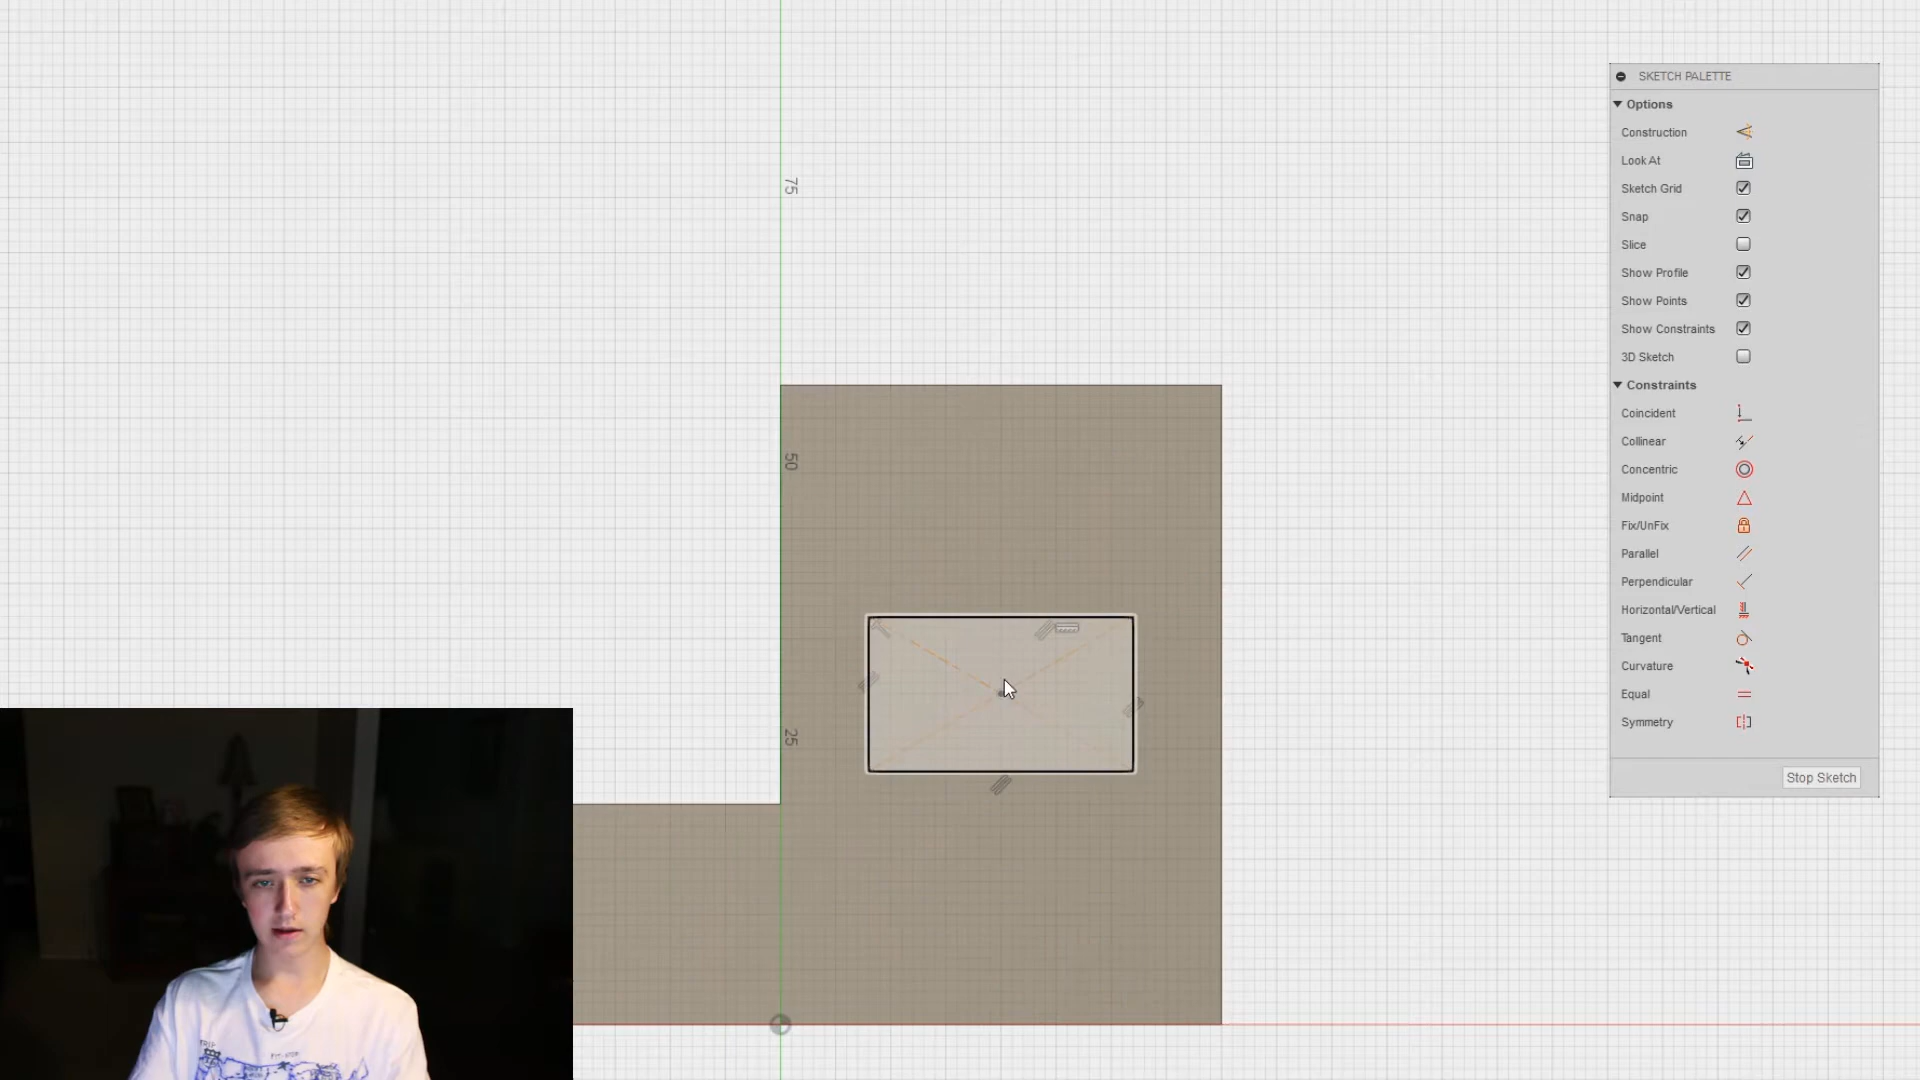 SKETCH PALETTE
Options
Construction
Look At
Sketch Grid
Snap
Slice
Show Profile
Show Points
Show Constraints
3D Sketch
Constraints
Coincident
Collinear
Concentric
Midpoint
Fix/UnFix
Parallel
Perpendicular
Horizontal/Vertical
Tangent
Curvature
Equal
Symmetry
Stop Sketch
75
50
25